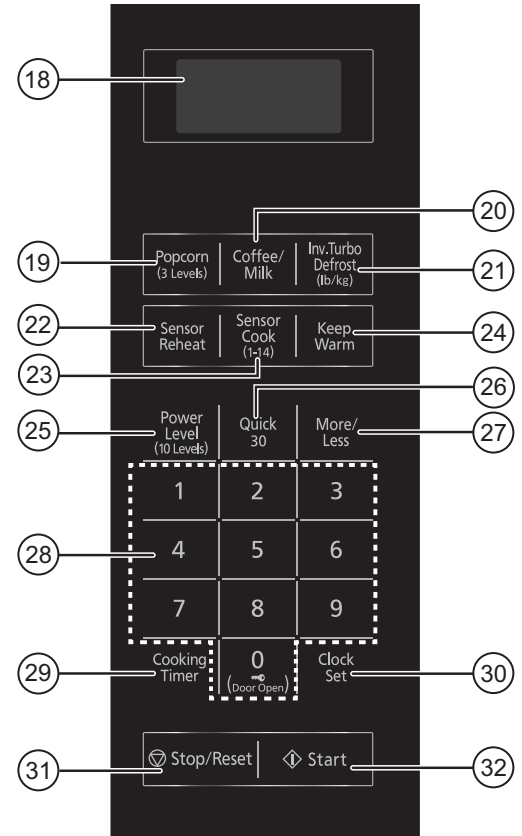 18
20
19
Popcorn
(3 Levels)
Coffee/
Milk
Inv.Turbo
Defrost
(lb/kg)
21
22
Sensor
Reheat
Sensor
Cook
(1-14)
Keep
Warm
24
23
26
25
Power
Level
(10 Levels)
Quick
30
More/
Less
27
1 2 3
28
4 5 6
7 8 9
29
Cooking
Timer
0
(Door Open)
Clock
Set
30
31
Stop/Reset
Start
32